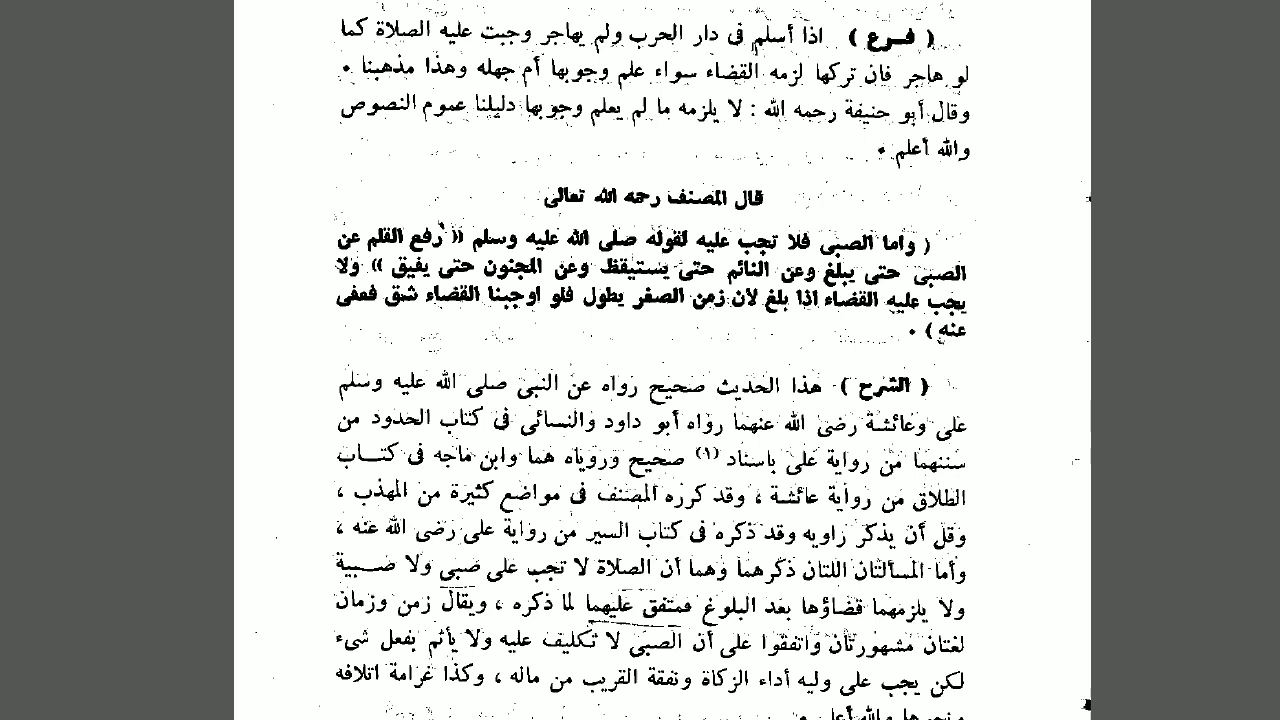 ( فــرع ) اذا أسلم فى دار الحرب ولم يهاجر وجبت عليه الصلاة كما
لو هاجر فان تركها لزمه القضاء سواء علم وجوبها أم جهله وهذا مذهبنا ٠
وقال أبو حنيفة رحمه الله : لا يلزمه ما لم يعلم وجوبها دليلنا عموم النصوص
والله أعلم ٠
قال المصنف رحمه الله تعالى
( واما الصبى فلا تجب عليه لقوله صلى الله عليه وسلم « رفع القلم عن
الصبى حتى يبلغ وعن النائم حتى يستيقظ وعن المجنون حتى يفيق » ولا
يجب عليه القضاء اذا بلغ لان زمن الصغر يطول فلو اوجبنا القضاء شق فعفى
عنه ) ٠
( الشرح ) هذا الحديث صحيح رواه عن النبى صلى الله عليه وسلم
على وعائشة رضى الله عنهما رواه أبو داود والنسائى فى كتاب الحدود من
سننهما من رواية على باسناد (١) صحيح وروياه هما وابن ماجه فى كتــاب
الطلاق من رواية عائشة ، وقد كرره المصنف فى مواضع كثيرة من المهذب ،
وقل أن يذكر راويه وقد ذكره فى كتاب السير من رواية على رضى الله عنه ،
وأما المسألتان اللتان ذكرهما وهما أن الصلاة لا تجب على صبى ولا صــبية
ولا يلزمهما قضاؤها بعد البلوغ فمتفق عليهما لما ذكره ، ويقال زمن وزمان
لغتان مشهورتان واتفقوا على أن الصبى لا تكليف عليه ولا يأثم بفعل شىء
لكن يجب على وليه أداء الزكاة ونفقة القريب من ماله ، وكذا غرامة اتلافه
ونحوها والله أعلم ٠